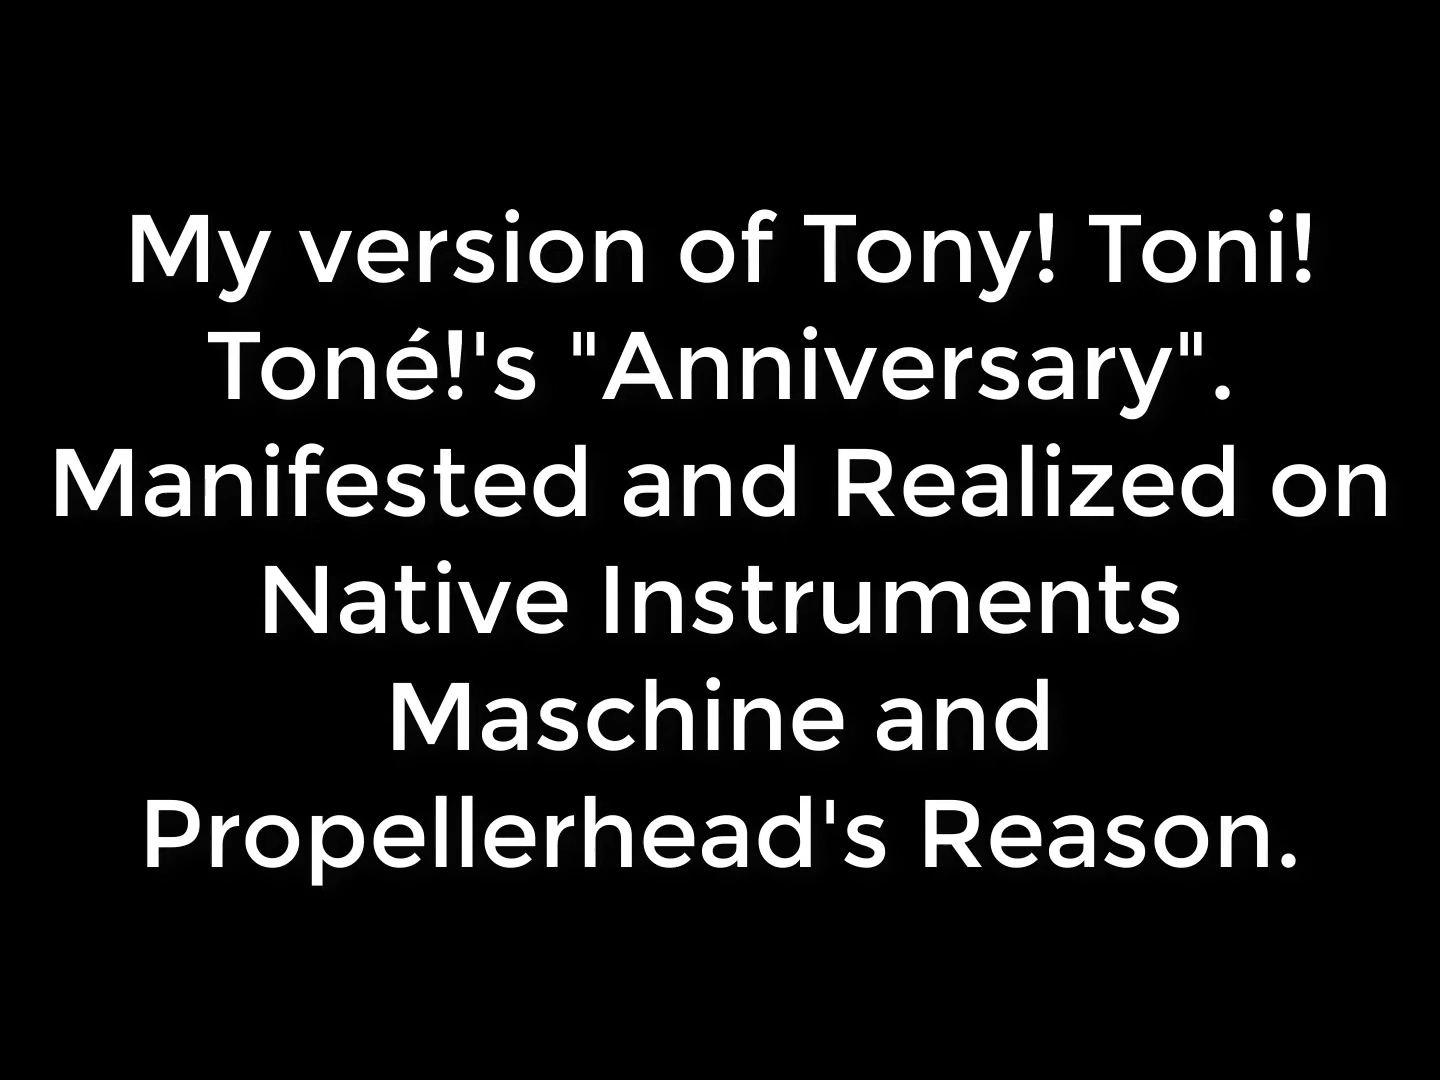 My version of Tony! Toni!
Toné!'s "Anniversary".
Manifested and Realized on
Native Instruments
Maschine and
Propellerhead's Reason.